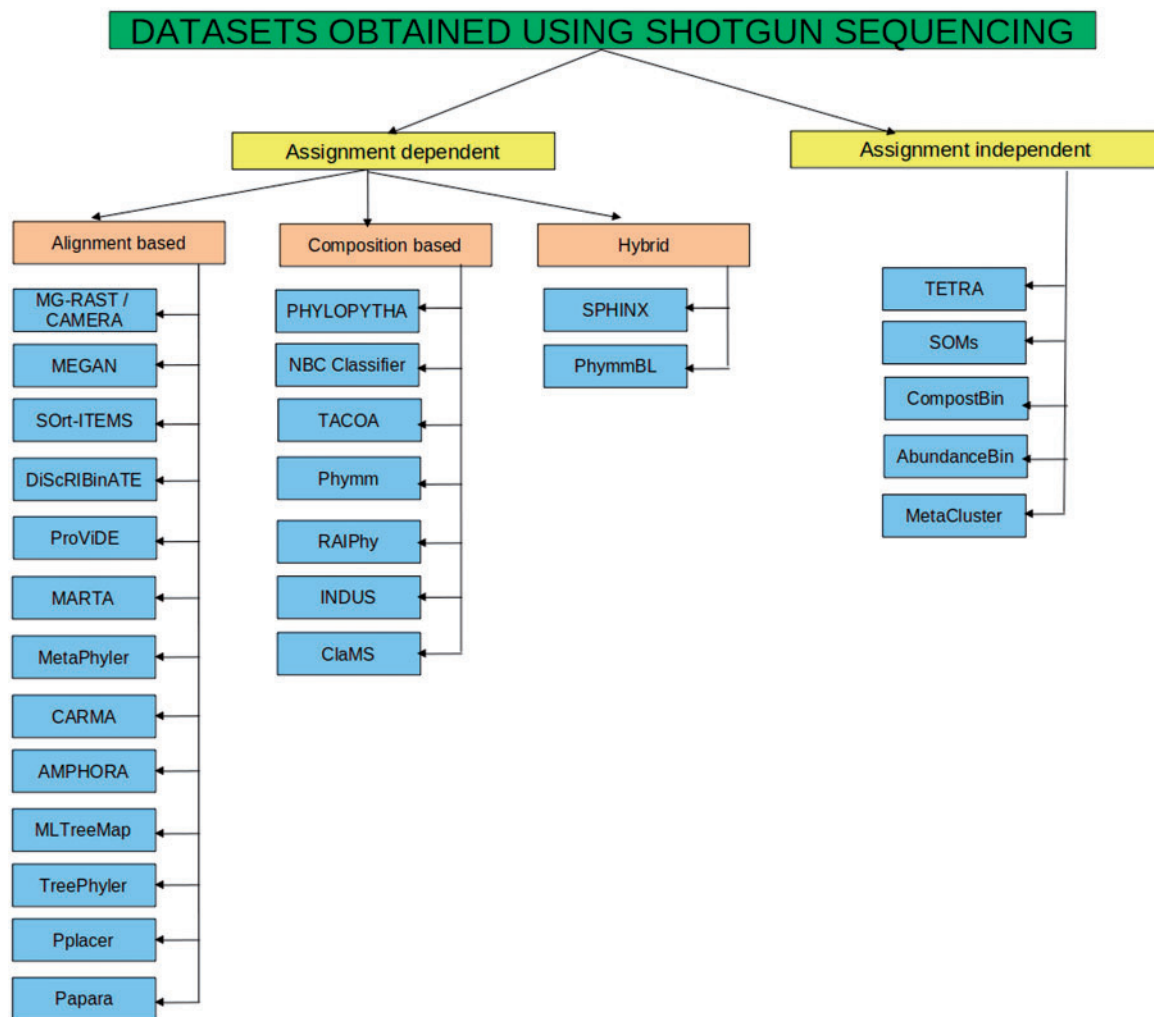 DATASETS OBTAINED USING SHOTGUN SEQUENCING
Assignment dependent
Assignment independent
Alignment based
Composition based
Hybrid
MG-RAST /
CAMERA
MEGAN
SOrt-ITEMS
DiScRIBinATE
ProViDE
MARTA
MetaPhyler
CARMA
AMPHORA
MLTreeMap
TreePhyler
Pplacer
Papara
PHYLOPYTHA
NBC Classifier
TACOA
Phymm
RAIPhy
INDUS
ClaMS
SPHINX
PhymmBL
TETRA
SOMs
CompostBin
AbundanceBin
MetaCluster